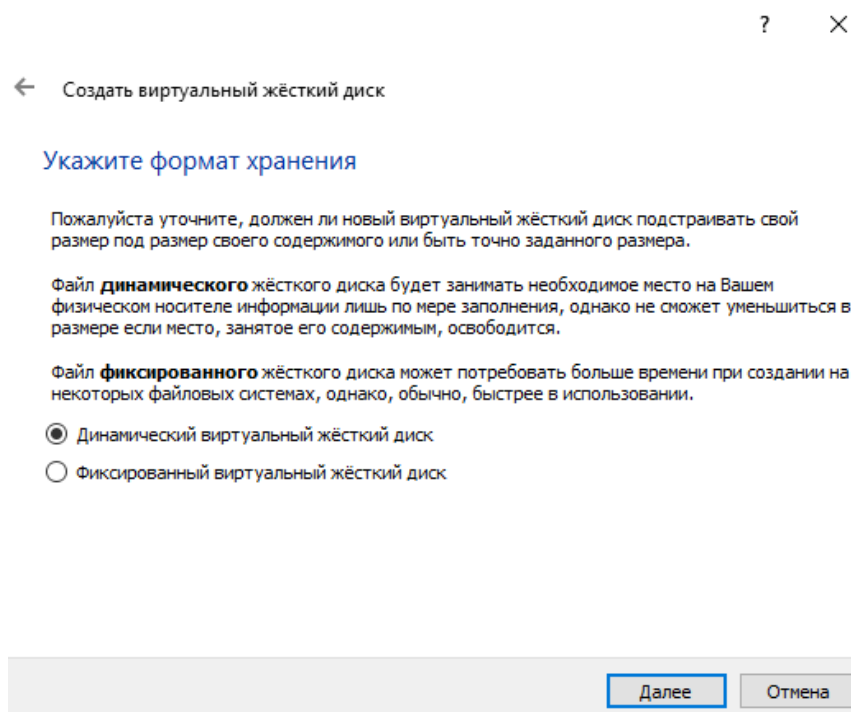 ?
Создать виртуальный жёсткий диск
Укажите формат хранения
Пожалуйста уточните, должен ли новый виртуальный жёсткий диск подстраивать свой
размер под размер своего содержимого или быть точно заданного размера.
Файл динамического жёсткого диска будет занимать необходимое место на Вашем
физическом носителе информации лишь по мере заполнения, однако не сможет уменьшиться в
размере если место, занятое его содержимым, освободится.
Файл фиксированного жёсткого диска может потребовать больше времени при создании на
некоторых файловых системах, однако, обычно, быстрее в использовании.
Динамический виртуальный жёсткий диск
Фиксированный виртуальный жёсткий диск
Далее Отмена